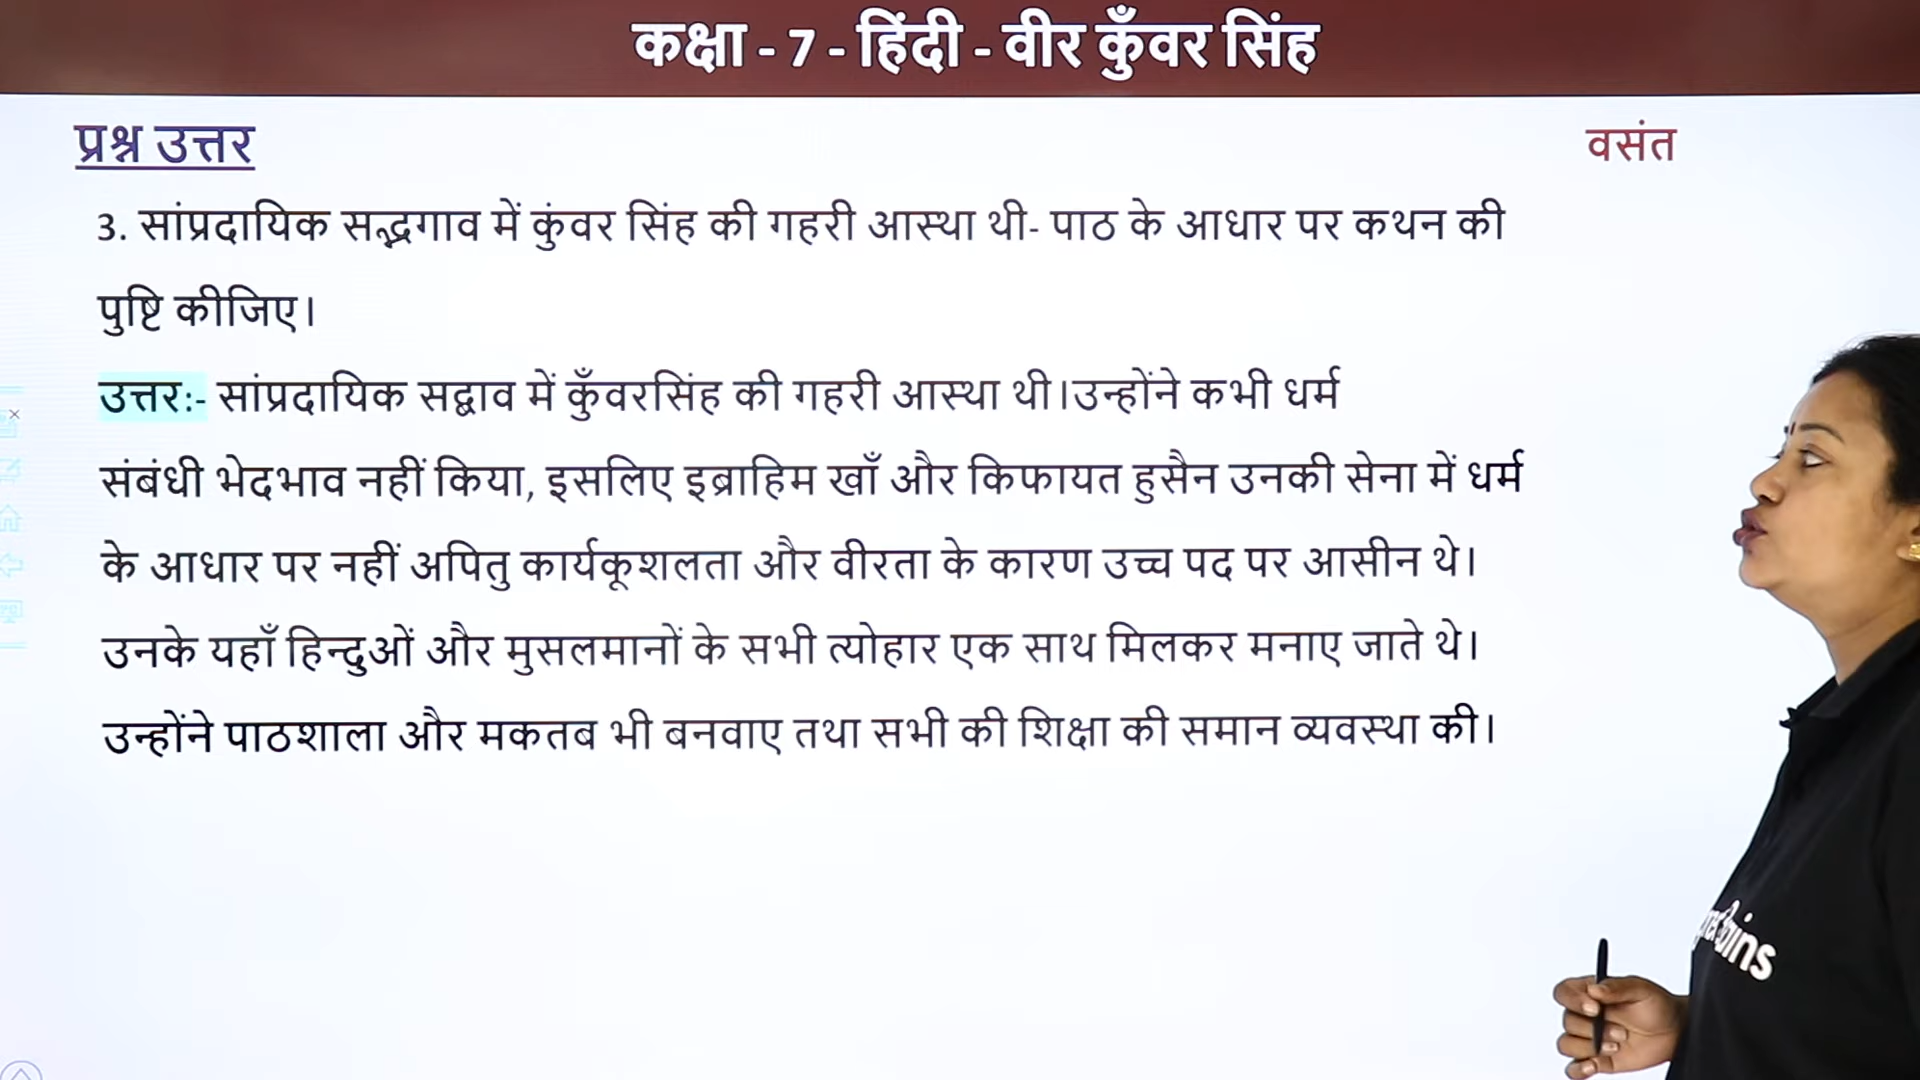 कक्षा - 7 - हिंदी - वीर कुँवर सिंह
प्रश्न उत्तर
वसंत
3. सांप्रदायिक सद्भगाव में कुंवर सिंह की गहरी आस्था थी- पाठ के आधार पर कथन की
पुष्टि कीजिए।
उत्तरः- सांप्रदायिक सद्वाव में कुँवरसिंह की गहरी आस्था थी।उन्होंने कभी धर्म
संबंधी भेदभाव नहीं किया, इसलिए इब्राहिम खाँ और किफायत हुसैन उनकी सेना में धर्म
के आधार पर नहीं अपितु कार्यकूशलता और वीरता के कारण उच्च पद पर आसीन थे।
उनके यहाँ हिन्दुओं और मुसलमानों के सभी त्योहार एक साथ मिलकर मनाए जाते थे।
उन्होंने पाठशाला और मकतब भी बनवाए तथा सभी की शिक्षा की समान व्यवस्था की।